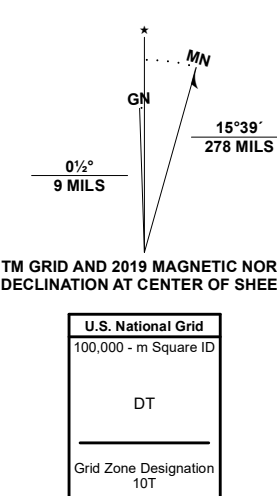 ★
MN
GN
15°39´
278 MILS
0½°
9 MILS
TM GRID AND 2019 MAGNETIC NOR
DECLINATION AT CENTER OF SHEE
U.S. National Grid
100,000 - m Square ID
DT
Grid Zone Designation
10T